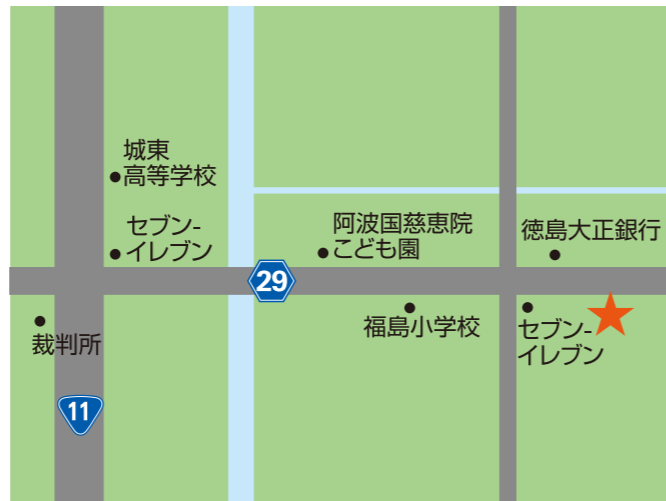 城東
高等学校
セブン-
イレブン
阿波国慈恵院
こども園
徳島大正銀行
29
裁判所
福島小学校
セブン-
イレブン
11